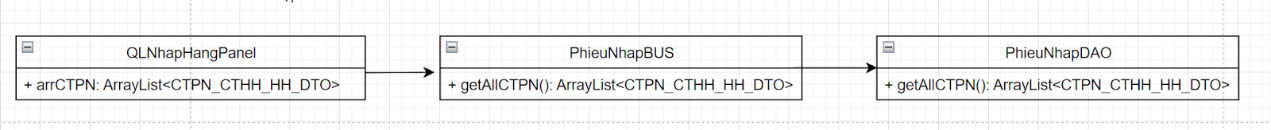 QLNhapHangPanel
+ arrCTPN: ArrayList<CTPN_CTHH_HH_DTO>
PhieuNhapBUS
+ getAllCTPN(): ArrayList<CTPN_CTHH_HH_DTO>
PhieuNhapDAO
+ getAllCTPN(): ArrayList<CTPN_CTHH_HH_DTO>